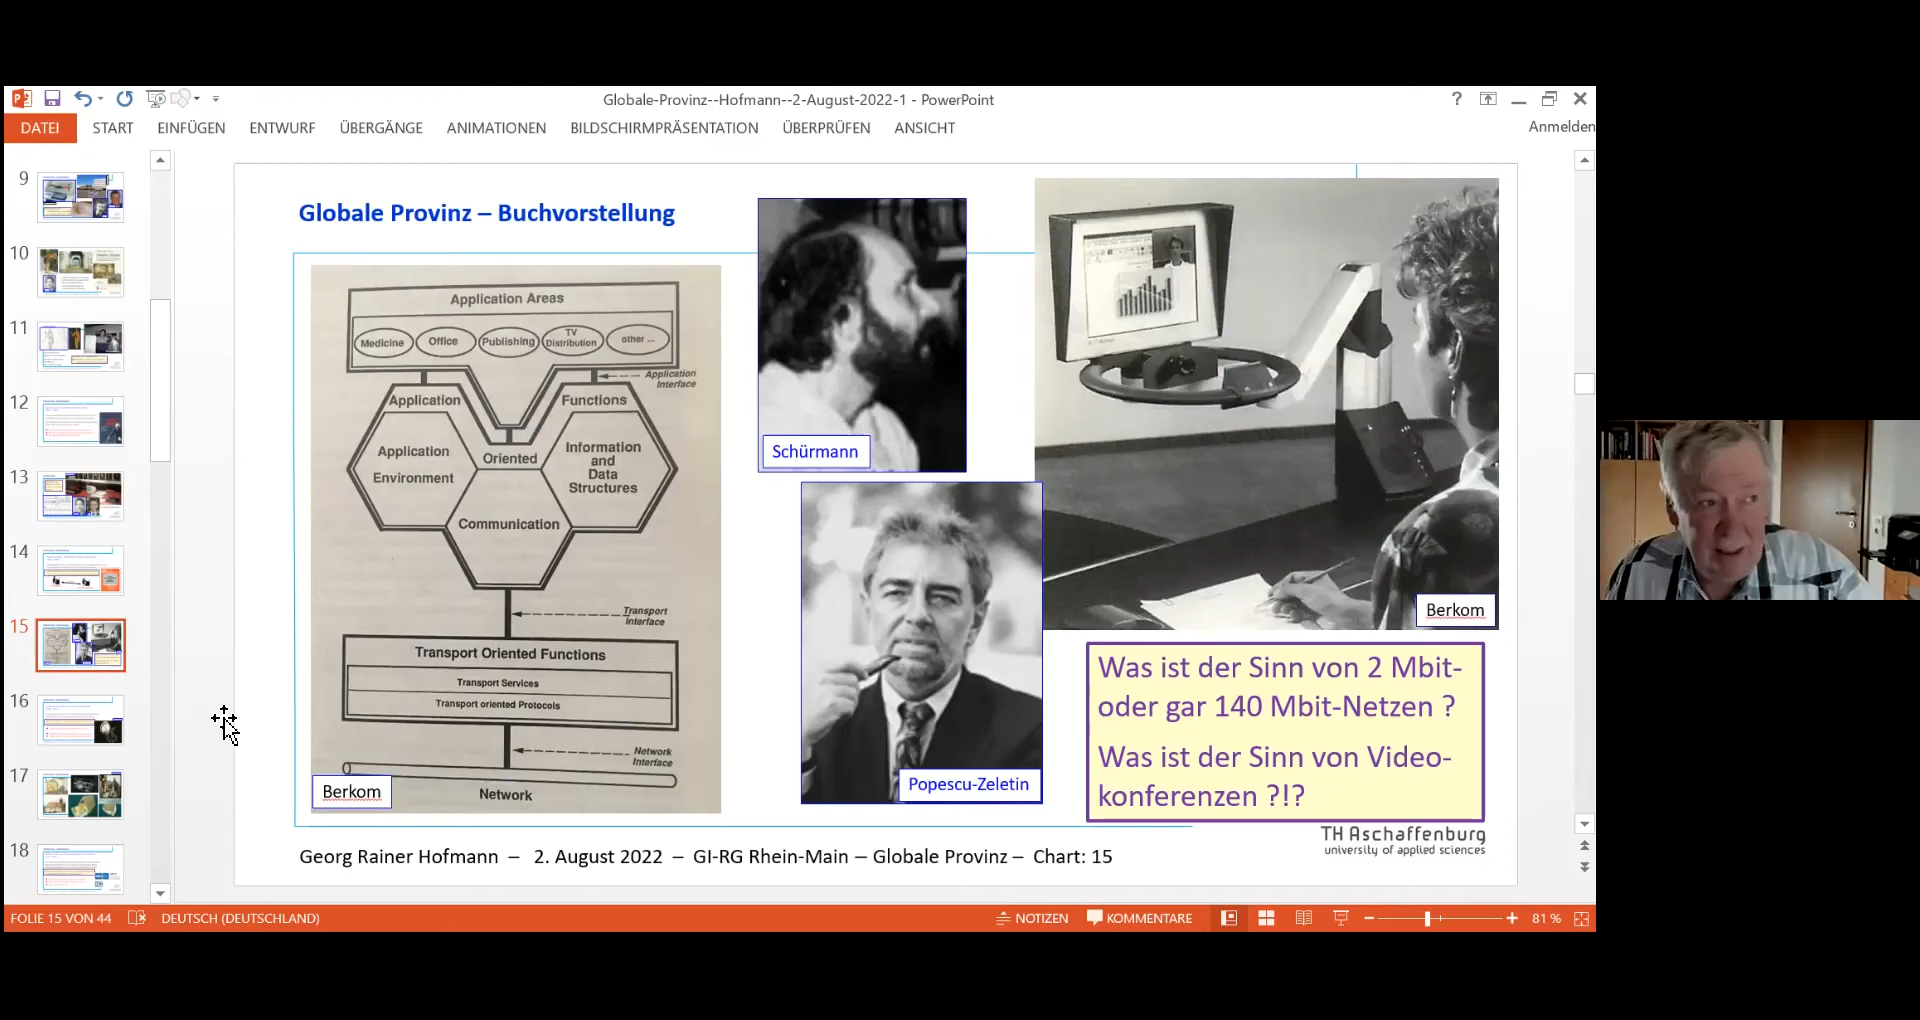 Globale-Provinz--Hofmann--2-August-2022-1 - PowerPoint
?
DATEI START EINFÜGEN ENTWURF ÜBERGÄNGE ANIMATIONEN BILDSCHIRMPRÄSENTATION ÜBERPRÜFEN ANSICHT Anmelden
9
10
11
12
13
14
15
16
17
18
Globale Provinz – Buchvorstellung
Application Areas
Medicine
Office
Publishing
TV
Distribution
other ...
Application
Interface
Application
Functions
Oriented
Application
Environment
Information
and
Data
Structures
Communication
Transport
Interface
Transport Oriented Functions
Transport Services
Transport oriented Protocols
Network
Interface
Network
Berkom
Schürmann
Popescu-Zeletin
Berkom
Was ist der Sinn von 2 Mbit-
oder gar 140 Mbit-Netzen ?
Was ist der Sinn von Video-
konferenzen ?!?
TH Aschaffenburg
university of applied sciences
Georg Rainer Hofmann – 2. August 2022 – GI-RG Rhein-Main – Globale Provinz – Chart: 15
FOLIE 15 VON 44 DEUTSCH (DEUTSCHLAND) NOTIZEN KOMMENTARE 81 %